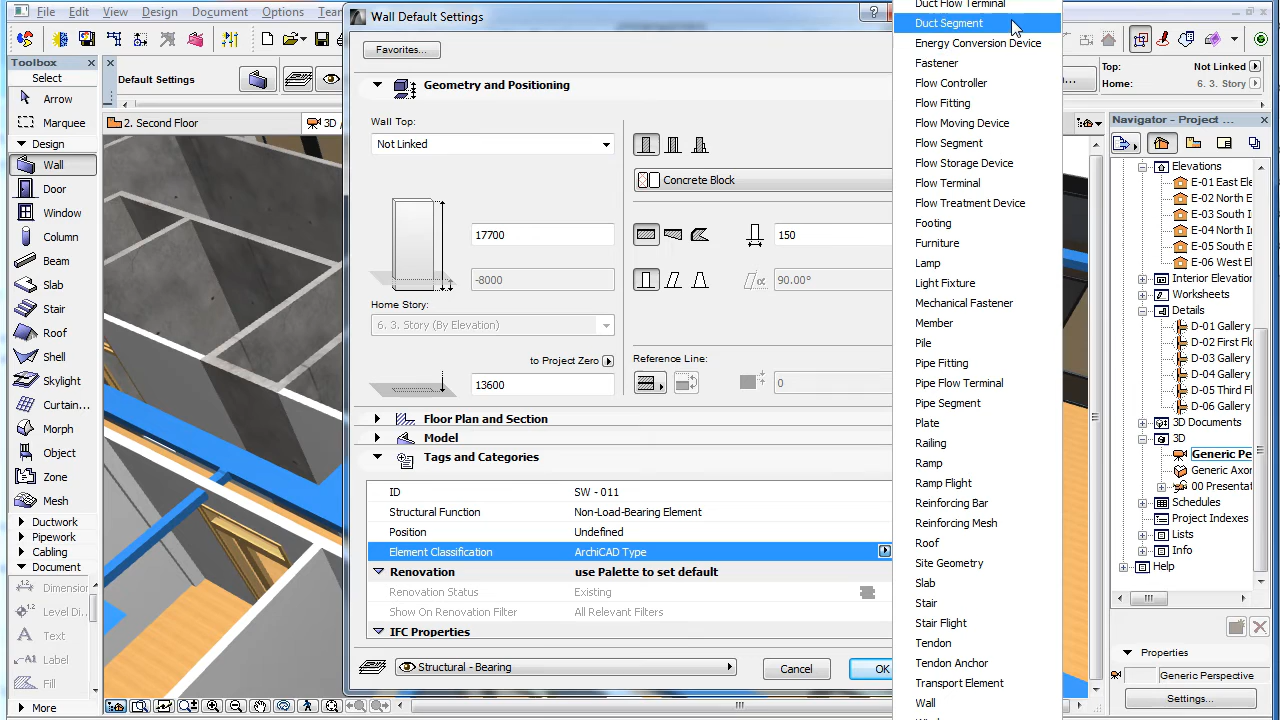 File Edit View Design Document Options Team
Toolbox
Select
Arrow
Marquee
Design
Wall
Door
Window
Column
Beam
Slab
Stair
Roof
Shell
Skylight
Curtain...
Morph
Object
Zone
Mesh
Ductwork
Pipework
Cabling
Document
Dimension
Level Di...
Text
Label
Fill
More
Default Settings
2. Second Floor
3D /
Wall Default Settings
Favorites...
Geometry and Positioning
Wall Top:
Not Linked
17700
-8000
Home Story:
6. 3. Story (By Elevation)
to Project Zero
13600
Concrete Block
150
α 90.00°
Reference Line:
0
Floor Plan and Section
Model
Tags and Categories
ID SW - 011
Structural Function Non-Load-Bearing Element
Position Undefined
Element Classification ArchiCAD Type
Renovation use Palette to set default
Renovation Status Existing
Show On Renovation Filter All Relevant Filters
IFC Properties
Structural - Bearing
Cancel
OK
Duct Flow Terminal
Duct Segment
Energy Conversion Device
Fastener
Flow Controller
Flow Fitting
Flow Moving Device
Flow Segment
Flow Storage Device
Flow Terminal
Flow Treatment Device
Footing
Furniture
Lamp
Light Fixture
Mechanical Fastener
Member
Pile
Pipe Fitting
Pipe Flow Terminal
Pipe Segment
Plate
Railing
Ramp
Ramp Flight
Reinforcing Bar
Reinforcing Mesh
Roof
Site Geometry
Slab
Stair
Stair Flight
Tendon
Tendon Anchor
Transport Element
Wall
Top: Not Linked
Home: 6. 3. Story
Navigator - Project ...
Elevations
E-01 East Ele
E-02 North E
E-03 South I
E-04 North I
E-05 South E
E-06 West E
Interior Elevation
Worksheets
Details
D-01 Gallery
D-02 First Fl
D-03 Gallery
D-04 Gallery
D-05 Third F
D-06 Gallery
3D Documents
3D
Generic Pe
Generic Axon
00 Presentat
Schedules
Project Indexes
Lists
Info
Help
Properties
Generic Perspective
Settings...